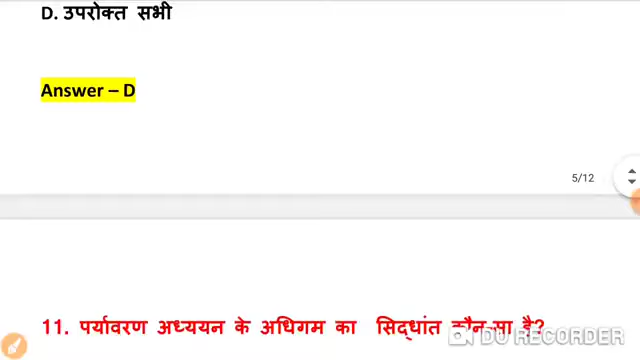 D. उपरोक्त सभी
Answer – D
5/12
11. पर्यावरण अध्ययन के अधिगम का सिद्धांत कौन सा है?
DU RECORDER